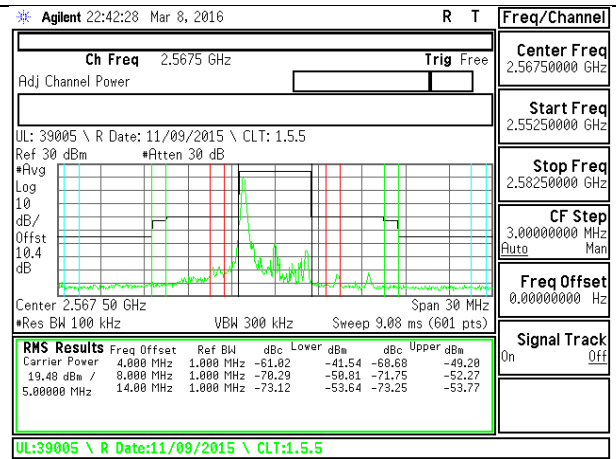 Agilent 22:42:28 Mar 8, 2016 R T
Freq/Channel
Ch Freq 2.5675 GHz Trig Free
Adj Channel Power
Center Freq
2.56750000 GHz
Start Freq
2.55250000 GHz
Stop Freq
2.58250000 GHz
CF Step
3.00000000 MHz
Auto Man
Freq Offset
0.00000000 Hz
Signal Track
On Off
UL: 39005 \ R Date: 11/09/2015 \ CLT: 1.5.5
Ref 30 dBm #Atten 30 dB
#Avg
Log
10
dB/
Offst
10.4
dB
Center 2.567 50 GHz Span 30 MHz
#Res BW 100 kHz VBW 300 kHz Sweep 9.08 ms (601 pts)
RMS Results Freq Offset Ref BW dBc Lower dBm dBc Upper dBm
Carrier Power 4.000 MHz 1.000 MHz -61.02 -41.54 -68.68 -49.20
19.48 dBm / 8.000 MHz 1.000 MHz -70.29 -50.81 -71.75 -52.27
5.00000 MHz 14.00 MHz 1.000 MHz -73.12 -53.64 -73.25 -53.77
UL:39005 \ R Date:11/09/2015 \ CLT:1.5.5